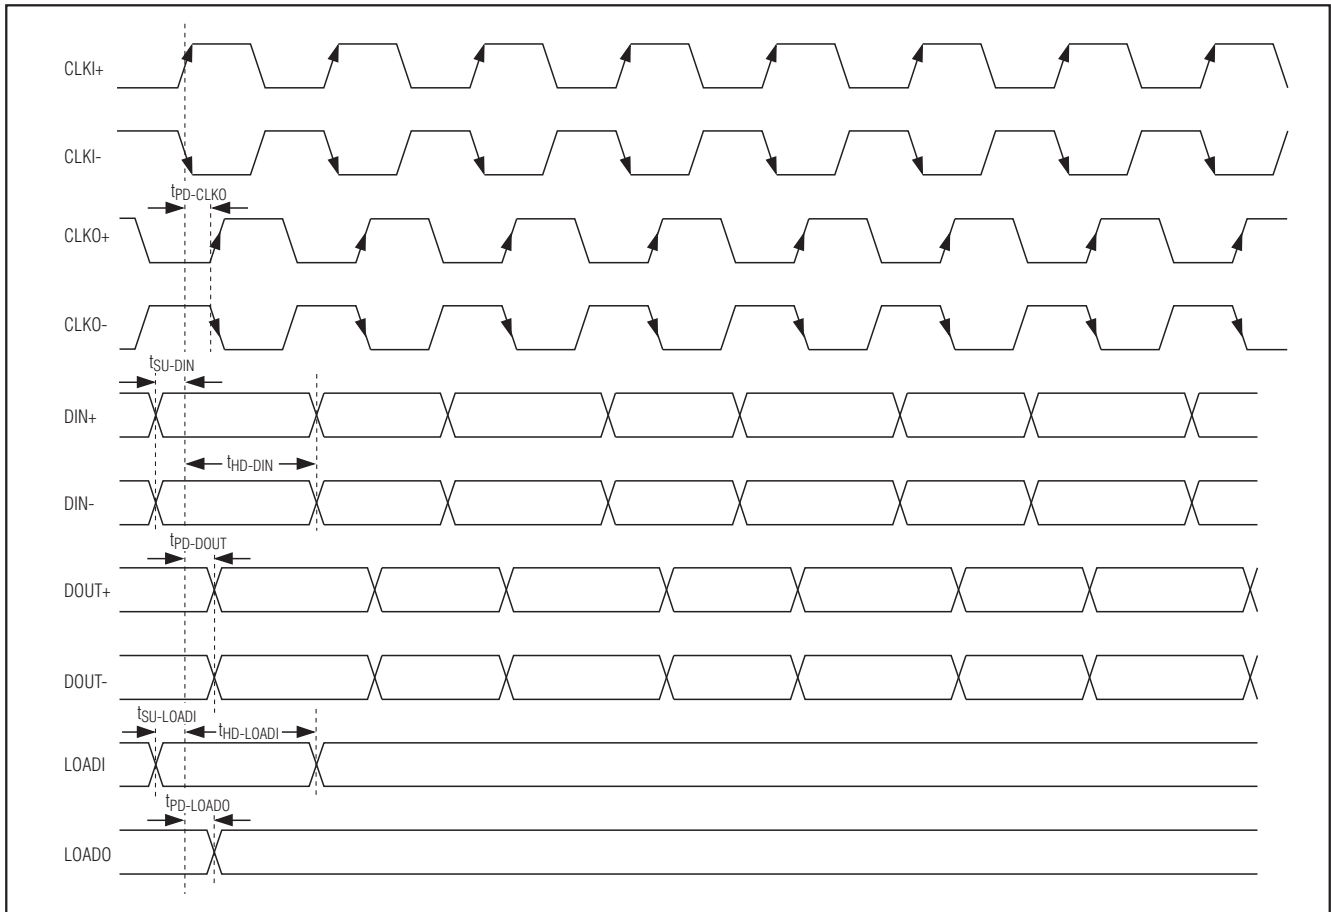 CLKI+
CLKI-
tPD-CLKO
CLKO+
CLKO-
tSU-DIN
DIN+
tHD-DIN
DIN-
tPD-DOUT
DOUT+
DOUT-
tSU-LOADI
tHD-LOADI
LOADI
tPD-LOADO
LOADO